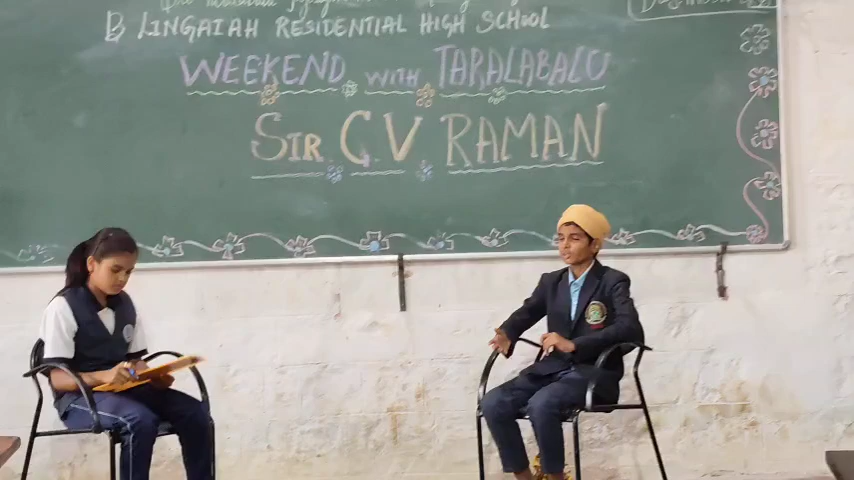 B LINGAIAH RESIDENTIAL HIGH SCHOOL
WEEKEND WITH TARALABALU
SIR C V RAMAN